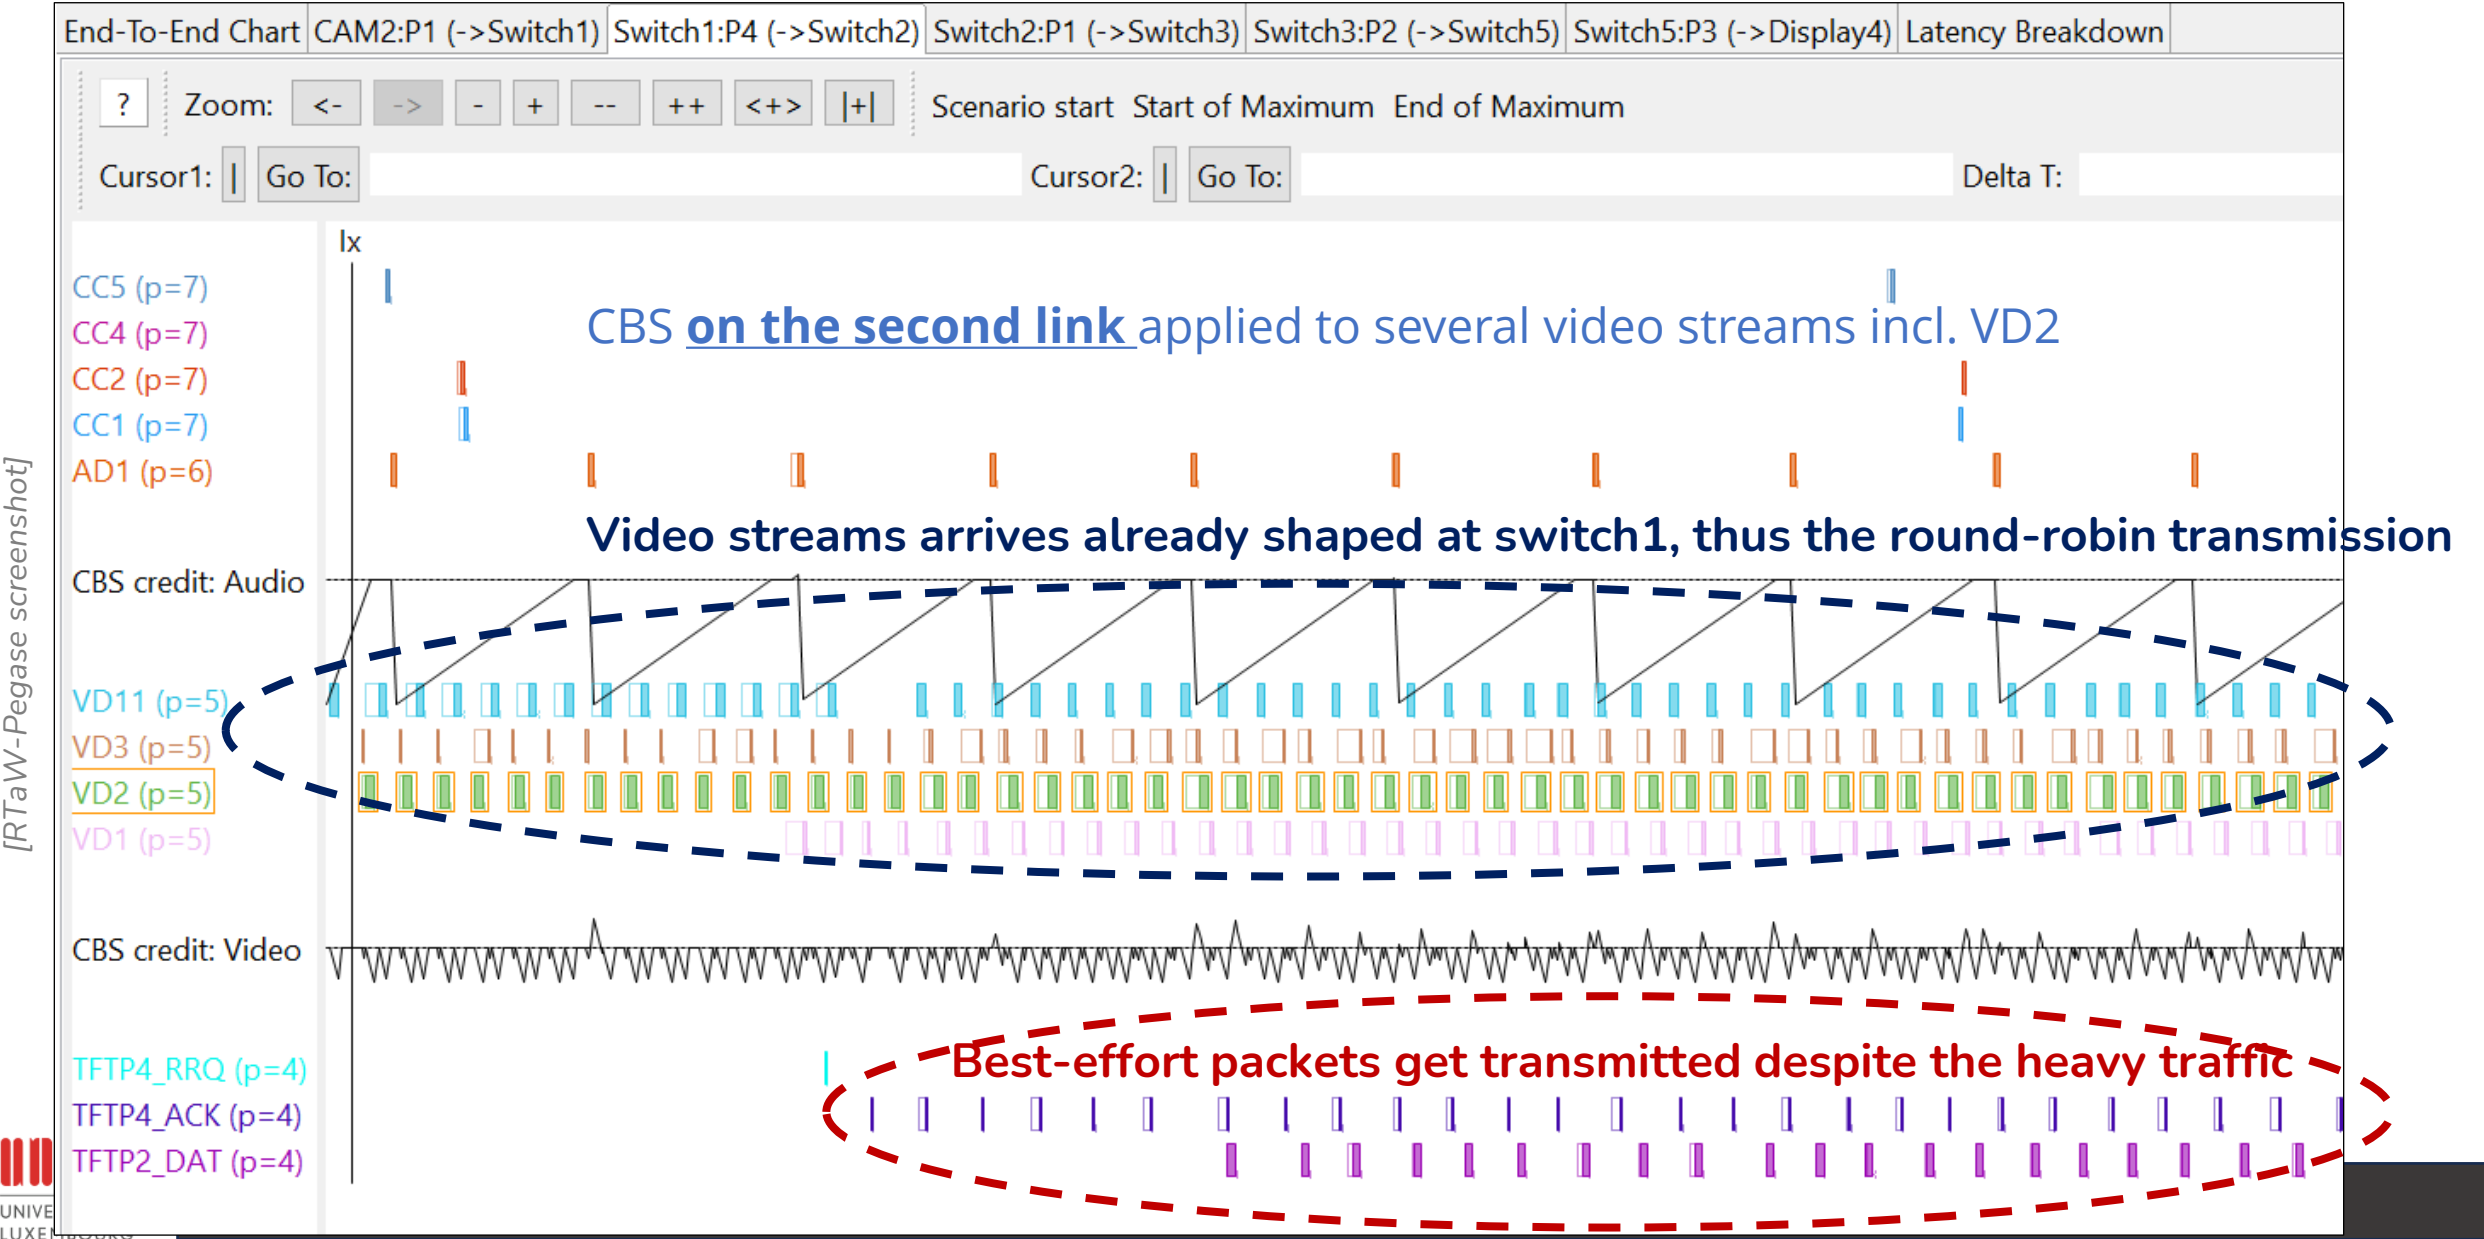 End-To-End Chart CAM2:P1 (->Switch1) Switch1:P4 (->Switch2) Switch2:P1 (->Switch3) Switch3:P2 (->Switch5) Switch5:P3 (->Display4) Latency Breakdown
? Zoom: <- -> - + -- ++ <+> |+| Scenario start Start of Maximum End of Maximum
Cursor1: | Go To: Cursor2: | Go To: Delta T:
Ix
CC5 (p=7)
CBS on the second link applied to several video streams incl. VD2
CC4 (p=7)
CC2 (p=7)
CC1 (p=7)
AD1 (p=6)
Video streams arrives already shaped at switch1, thus the round-robin transmission
CBS credit: Audio
VD11 (p=5)
VD3 (p=5)
VD2 (p=5)
VD1 (p=5)
CBS credit: Video
Best-effort packets get transmitted despite the heavy traffic
TFTP4_RRQ (p=4)
TFTP4_ACK (p=4)
TFTP2_DAT (p=4)
[RTaW-Pegase screenshot]
UNIVE